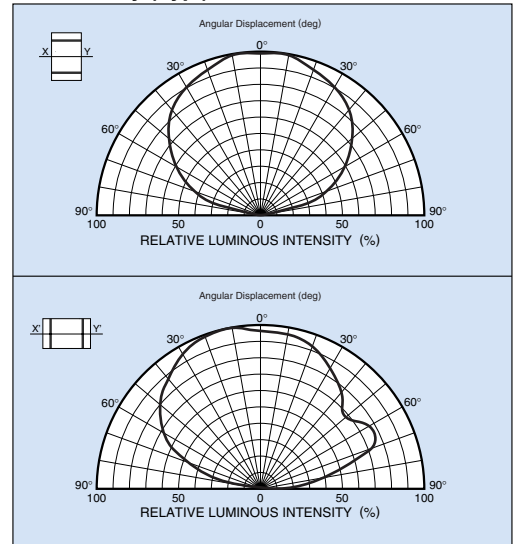 Angular Displacement (deg)
X Y
0°
30° 30°
60° 60°
90° 90°
100 50 0 50 100
RELATIVE LUMINOUS INTENSITY (%)
Angular Displacement (deg)
X' Y'
0°
30° 30°
60° 60°
90° 90°
100 50 0 50 100
RELATIVE LUMINOUS INTENSITY (%)